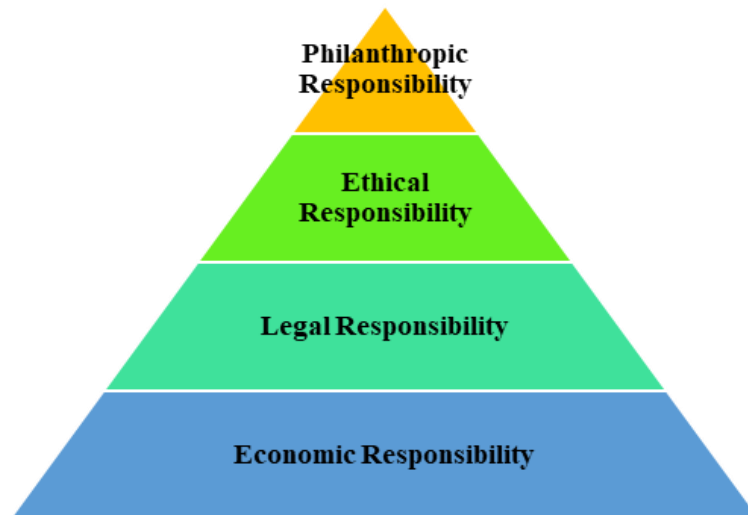 Philanthropic
Responsibility
Ethical
Responsibility
Legal Responsibility
Economic Responsibility